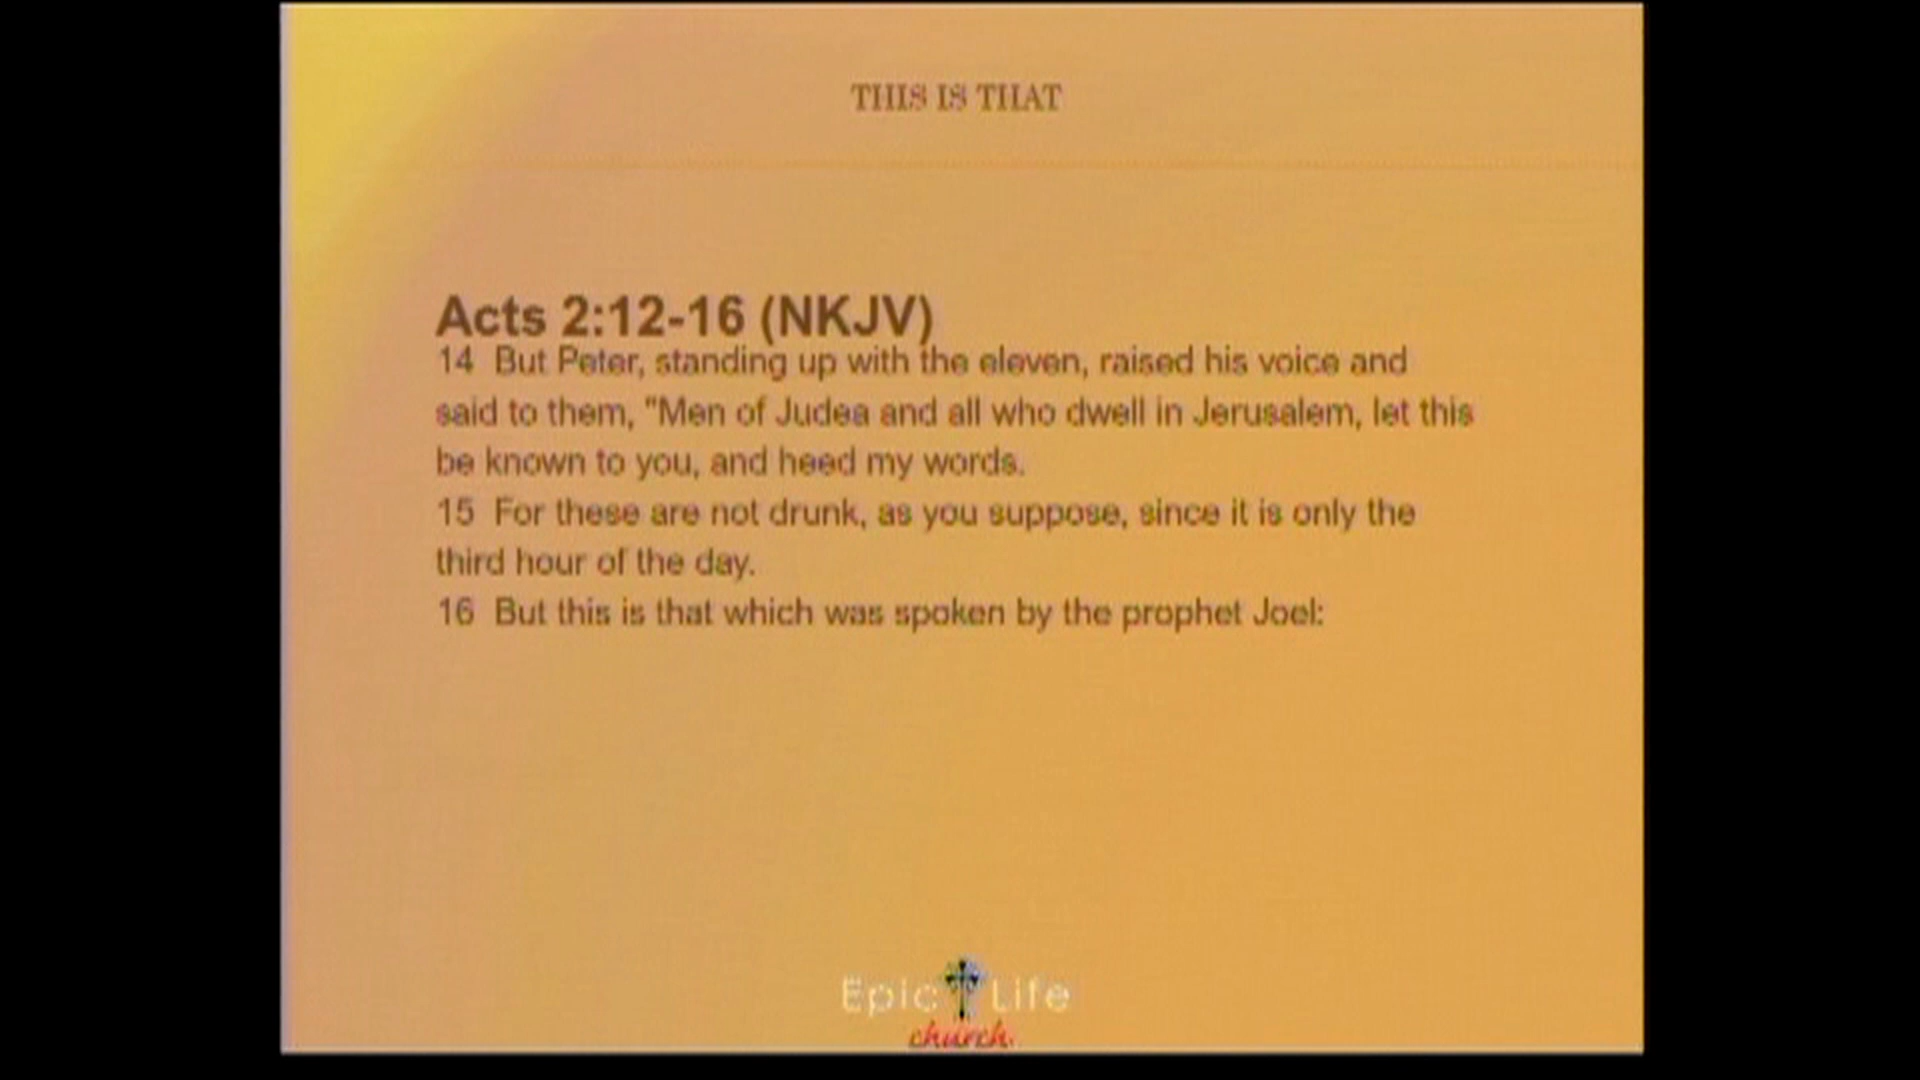 THIS IS THAT
Acts 2:12-16 (NKJV)
14 But Peter, standing up with the eleven, raised his voice and
said to them, "Men of Judea and all who dwell in Jerusalem, let this
be known to you, and heed my words.
15 For these are not drunk, as you suppose, since it is only the
third hour of the day.
16 But this is that which was spoken by the prophet Joel:
Epic Life
church.